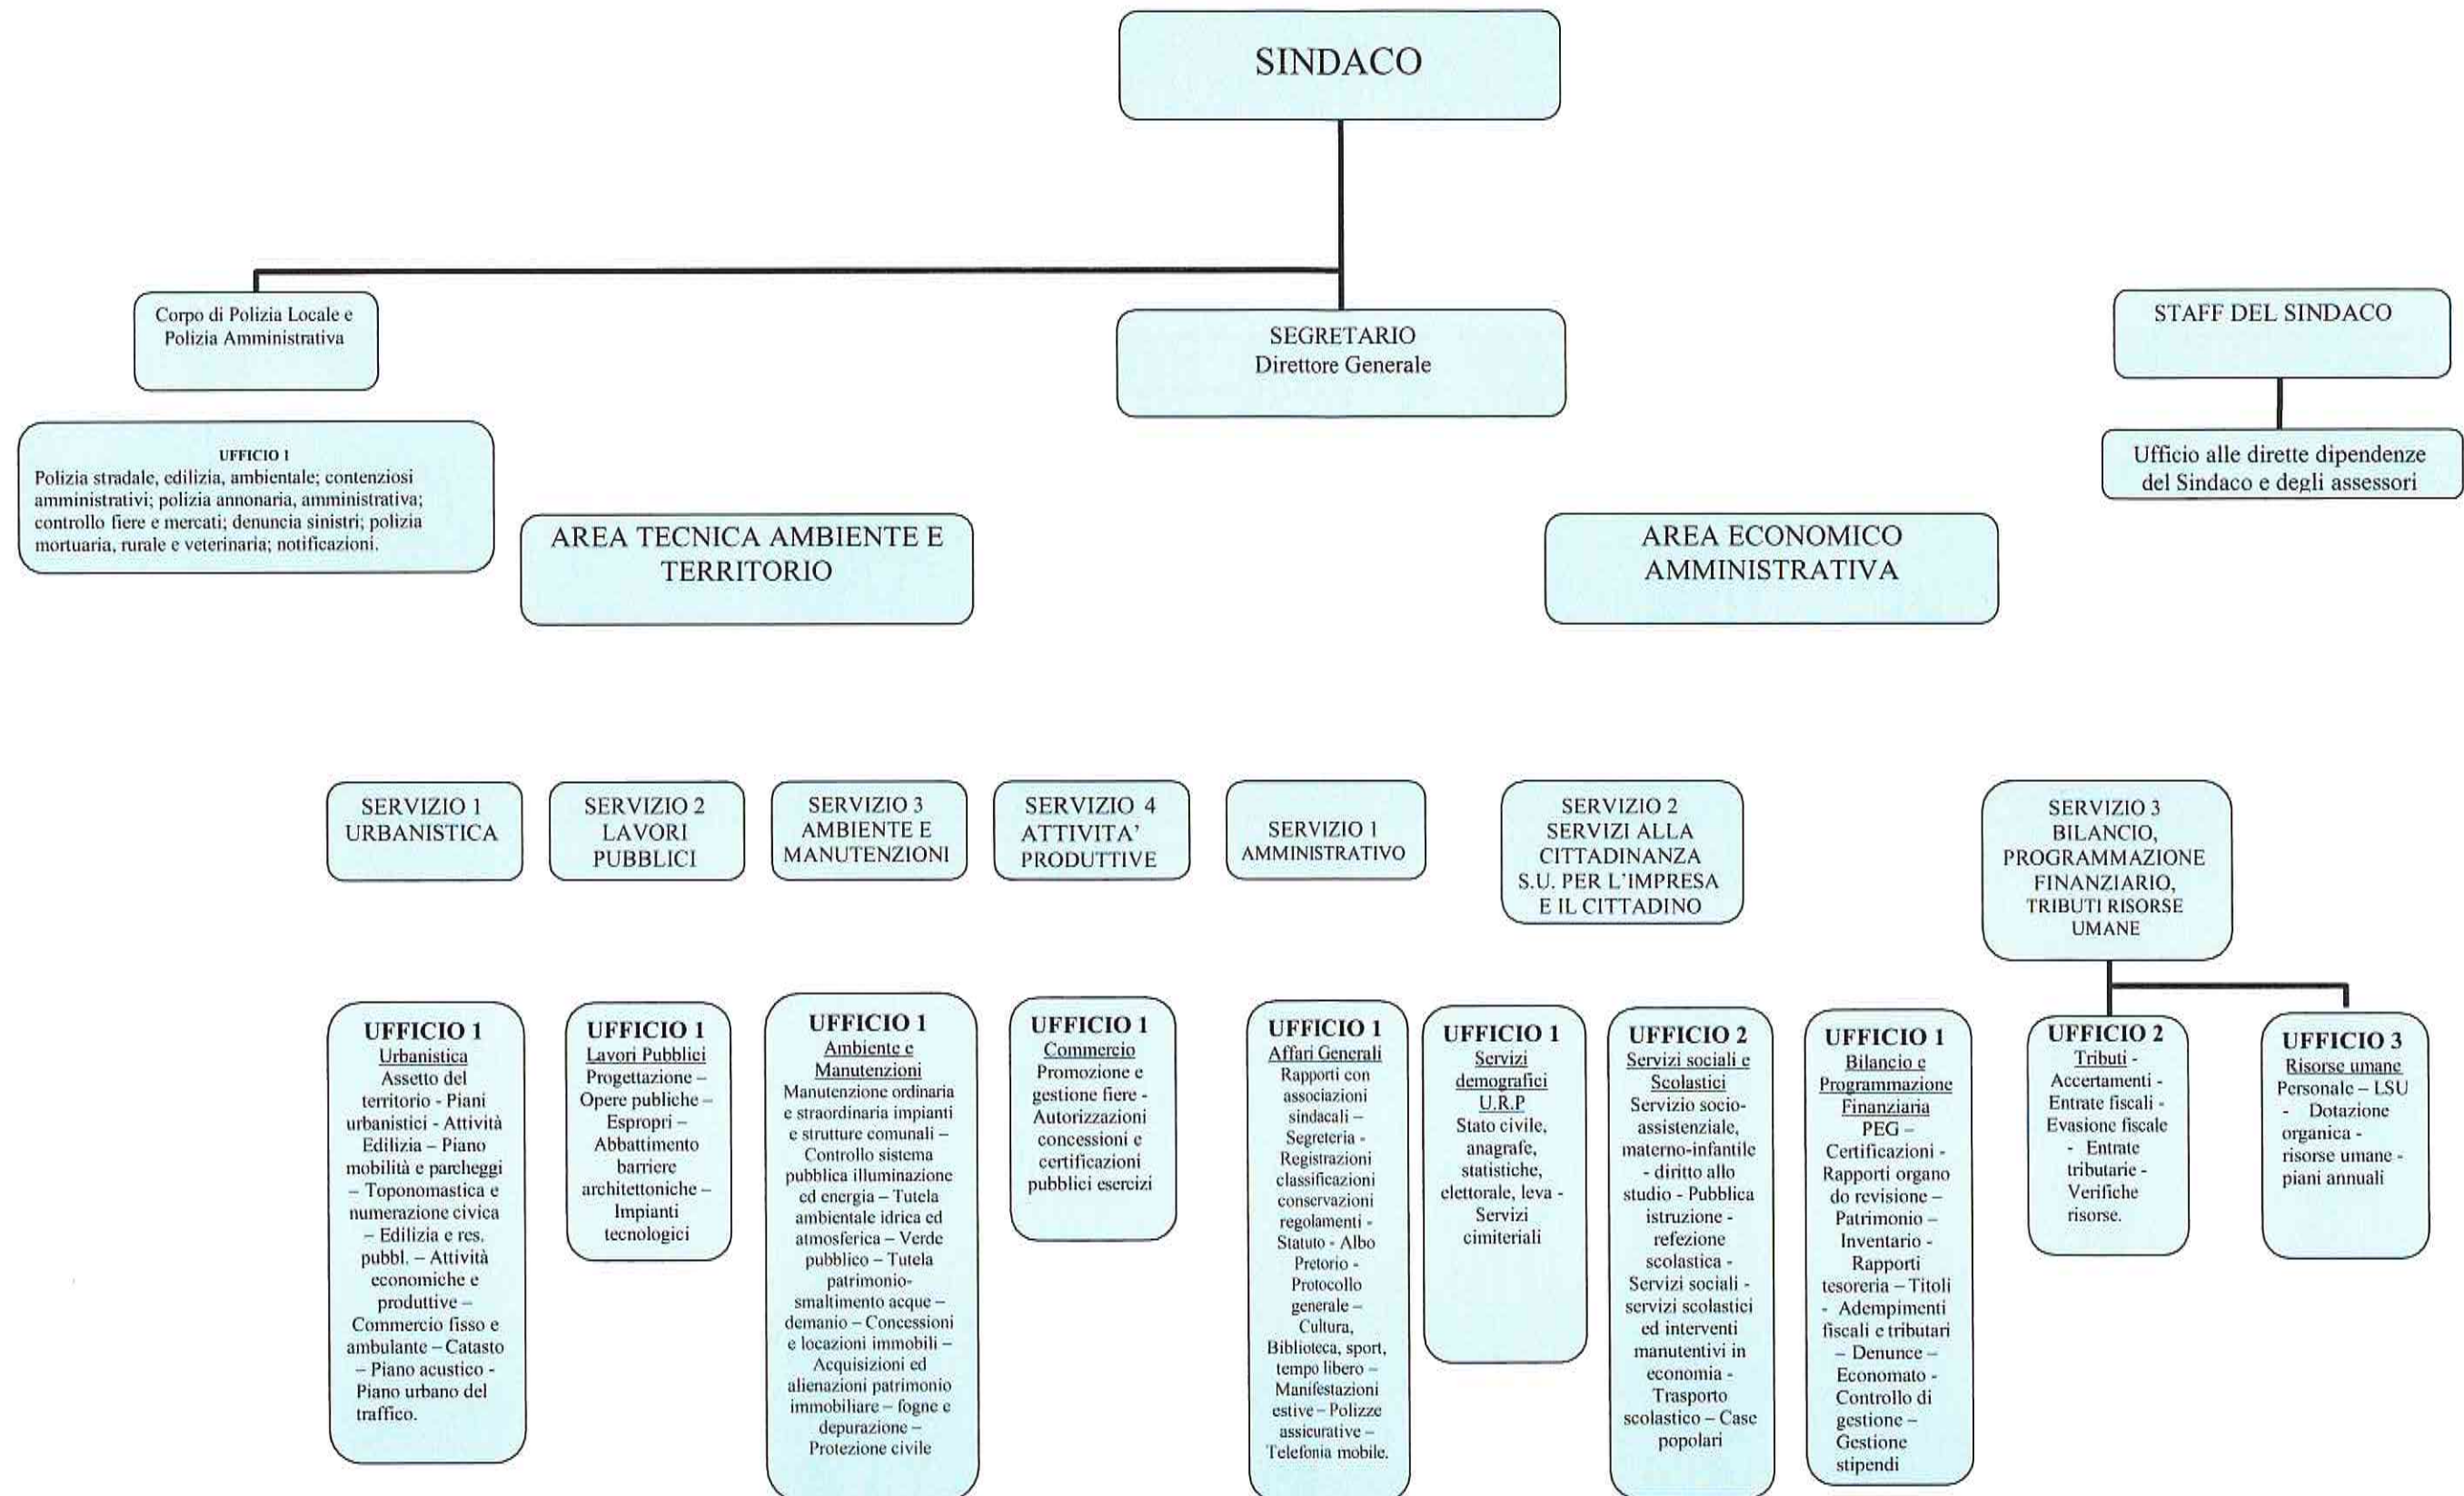 SINDACO
Corpo di Polizia Locale e
Polizia Amministrativa
SEGRETARIO
Direttore Generale
STAFF DEL SINDACO
UFFICIO 1
Polizia stradale, edilizia, ambientale; contenziosi
amministrativi; polizia annonaria, amministrativa;
controllo fiere e mercati; denuncia sinistri; polizia
mortuaria, rurale e veterinaria; notificazioni.
Ufficio alle dirette dipendenze
del Sindaco e degli assessori
AREA TECNICA AMBIENTE E
TERRITORIO
AREA ECONOMICO
AMMINISTRATIVA
SERVIZIO 1
URBANISTICA
SERVIZIO 2
LAVORI
PUBBLICI
SERVIZIO 3
AMBIENTE E
MANUTENZIONI
SERVIZIO 4
ATTIVITA'
PRODUTTIVE
SERVIZIO 1
AMMINISTRATIVO
SERVIZIO 2
SERVIZI ALLA
CITTADINANZA
S.U. PER L'IMPRESA
E IL CITTADINO
SERVIZIO 3
BILANCIO,
PROGRAMMAZIONE
FINANZIARIO,
TRIBUTI RISORSE
UMANE
UFFICIO 1
Urbanistica
Assetto del
territorio - Piani
urbanistici - Attività
Edilizia – Piano
mobilità e parcheggi
– Toponomastica e
numerazione civica
– Edilizia e res.
pubbl. – Attività
economiche e
produttive –
Commercio fisso e
ambulante – Catasto
– Piano acustico -
Piano urbano del
traffico.
UFFICIO 1
Lavori Pubblici
Progettazione –
Opere publiche –
Espropri –
Abbattimento
barriere
architettoniche –
Impianti
tecnologici
UFFICIO 1
Ambiente e
Manutenzioni
Manutenzione ordinaria
e straordinaria impianti
e strutture comunali –
Controllo sistema
pubblica illuminazione
ed energia – Tutela
ambientale idrica ed
atmosferica – Verde
pubblico – Tutela
patrimonio-
smaltimento acque –
demanio – Concessioni
e locazioni immobili –
Acquisizioni ed
alienazioni patrimonio
immobiliare – fogne e
depurazione –
Protezione civile
UFFICIO 1
Commercio
Promozione e
gestione fiere -
Autorizzazioni
concessioni e
certificazioni
pubblici esercizi
UFFICIO 1
Affari Generali
Rapporti con
associazioni
sindacali –
Segreteria -
Registrazioni
classificazioni
conservazioni
regolamenti -
Statuto - Albo
Pretorio -
Protocollo
generale –
Cultura,
Biblioteca, sport,
tempo libero –
Manifestazioni
estive – Polizze
assicurative –
Telefonia mobile.
UFFICIO 1
Servizi
demografici
U.R.P
Stato civile,
anagrafe,
statistiche,
elettorale, leva -
Servizi
cimiteriali
UFFICIO 2
Servizi sociali e
Scolastici
Servizio socio-
assistenziale,
materno-infantile
- diritto allo
studio - Pubblica
istruzione -
refezione
scolastica -
Servizi sociali -
servizi scolastici
ed interventi
manutentivi in
economia -
Trasporto
scolastico – Case
popolari
UFFICIO 1
Bilancio e
Programmazione
Finanziaria
PEG –
Certificazioni -
Rapporti organo
do revisione –
Patrimonio –
Inventario -
Rapporti
tesoreria – Titoli
- Adempimenti
fiscali e tributari
– Denunce –
Economato -
Controllo di
gestione –
Gestione
stipendi
UFFICIO 2
Tributi -
Accertamenti -
Entrate fiscali -
Evasione fiscale
- Entrate
tributarie -
Verifiche
risorse.
UFFICIO 3
Risorse umane
Personale – LSU
- Dotazione
organica -
risorse umane -
piani annuali